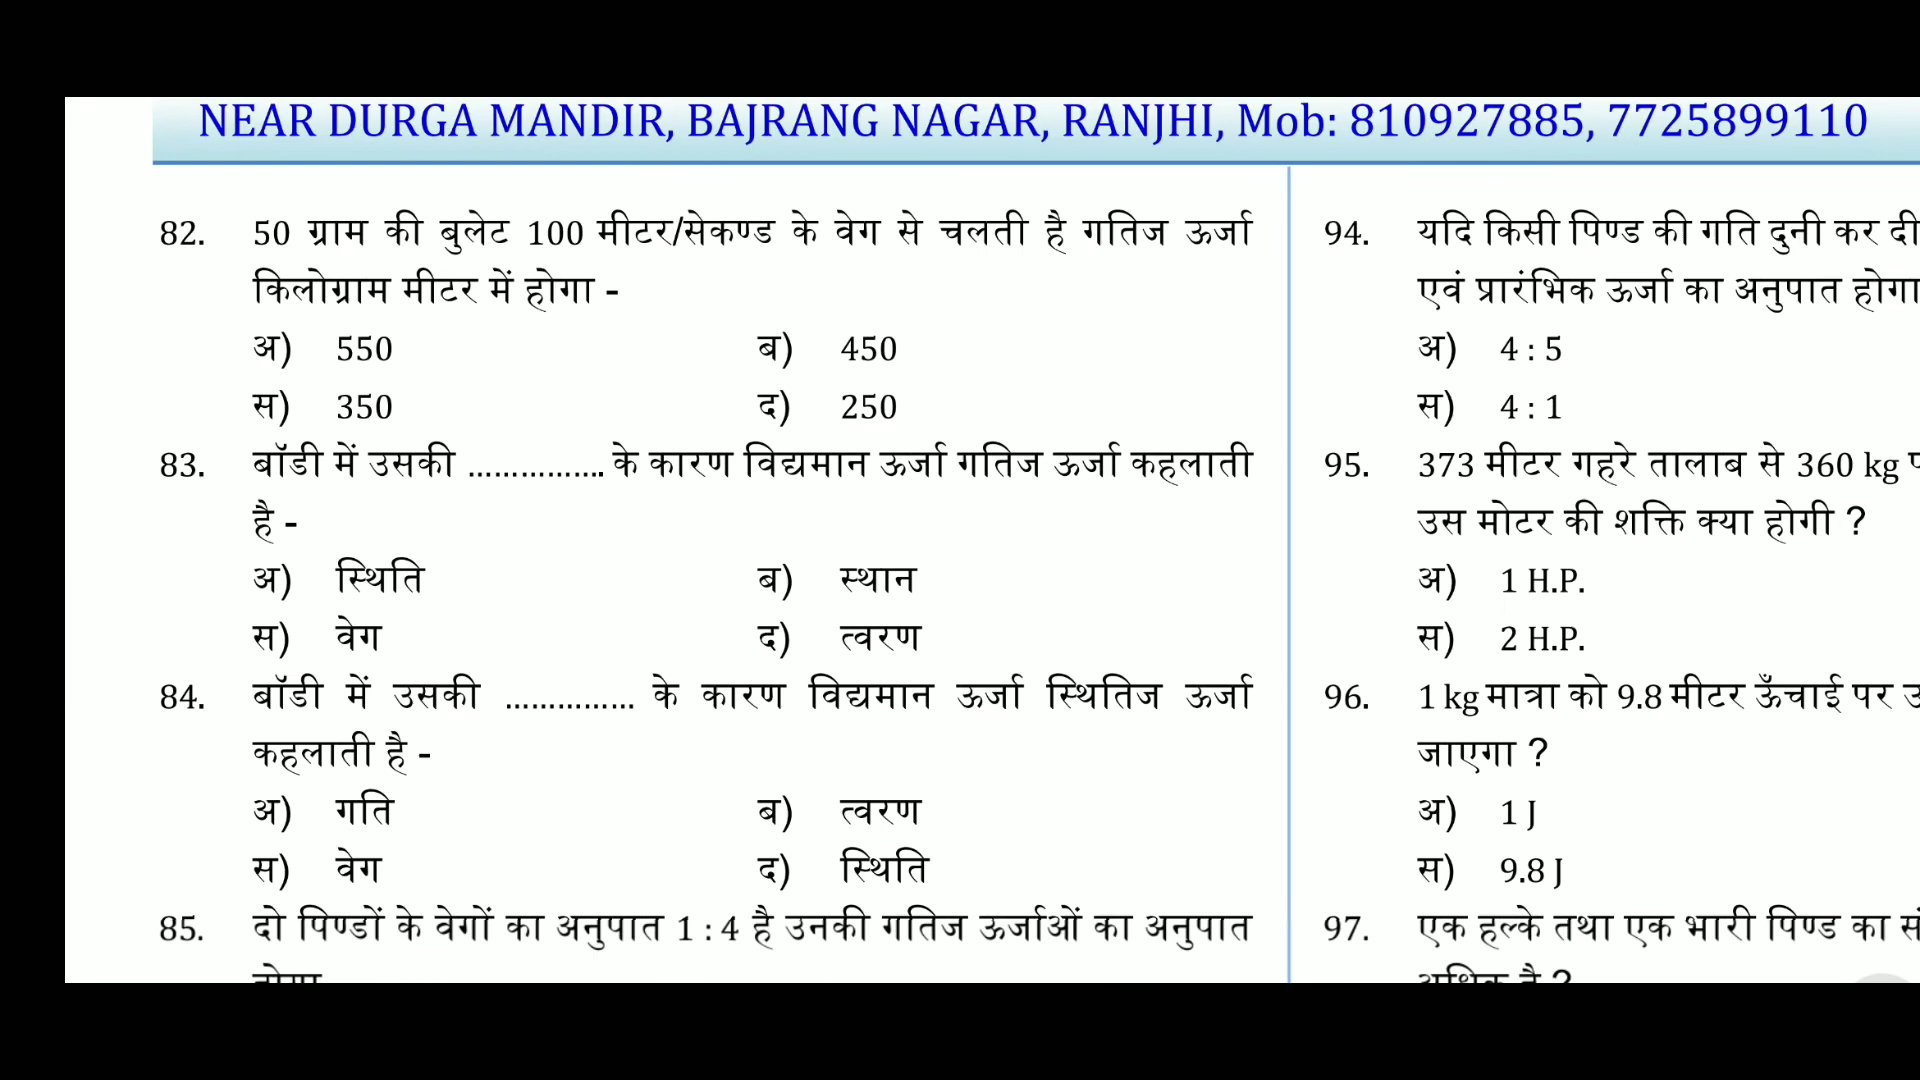 NEAR DURGA MANDIR, BAJRANG NAGAR, RANJHI, Mob: 810927885, 7725899110
82. 50 ग्राम की बुलेट 100 मीटर/सेकण्ड के वेग से चलती है गतिज ऊर्जा
किलोग्राम मीटर में होगा -
अ) 550 ब) 450
स) 350 द) 250
83. बॉडी में उसकी ................ के कारण विद्यमान ऊर्जा गतिज ऊर्जा कहलाती
है -
अ) स्थिति ब) स्थान
स) वेग द) त्वरण
84. बॉडी में उसकी ............... के कारण विद्यमान ऊर्जा स्थितिज ऊर्जा
कहलाती है -
अ) गति ब) त्वरण
स) वेग द) स्थिति
85. दो पिण्डों के वेगों का अनुपात 1 : 4 है उनकी गतिज ऊर्जाओं का अनुपात
94. यदि किसी पिण्ड की गति दुनी कर दी
एवं प्रारंभिक ऊर्जा का अनुपात होगा
अ) 4 : 5
स) 4 : 1
95. 373 मीटर गहरे तालाब से 360 kg
उस मोटर की शक्ति क्या होगी ?
अ) 1 H.P.
स) 2 H.P.
96. 1 kg मात्रा को 9.8 मीटर ऊँचाई पर
जाएगा ?
अ) 1 J
स) 9.8 J
97. एक हल्के तथा एक भारी पिण्ड का